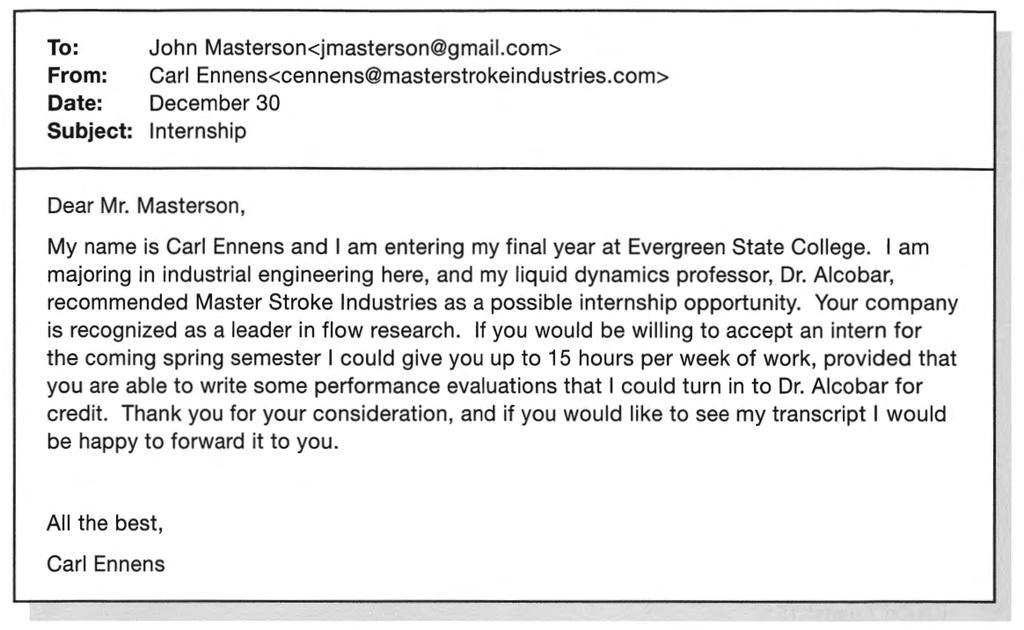 To: John Masterson<jmasterson@gmail.com>
From: Carl Ennens<cennens@masterstrokeindustries.com>
Date: December 30
Subject: Internship
Dear Mr. Masterson,
My name is Carl Ennens and I am entering my final year at Evergreen State College. I am
majoring in industrial engineering here, and my liquid dynamics professor, Dr. Alcobar,
recommended Master Stroke Industries as a possible internship opportunity. Your company
is recognized as a leader in flow research. If you would be willing to accept an intern for
the coming spring semester I could give you up to 15 hours per week of work, provided that
you are able to write some performance evaluations that I could turn in to Dr. Alcobar for
credit. Thank you for your consideration, and if you would like to see my transcript I would
be happy to forward it to you.
All the best,
Carl Ennens